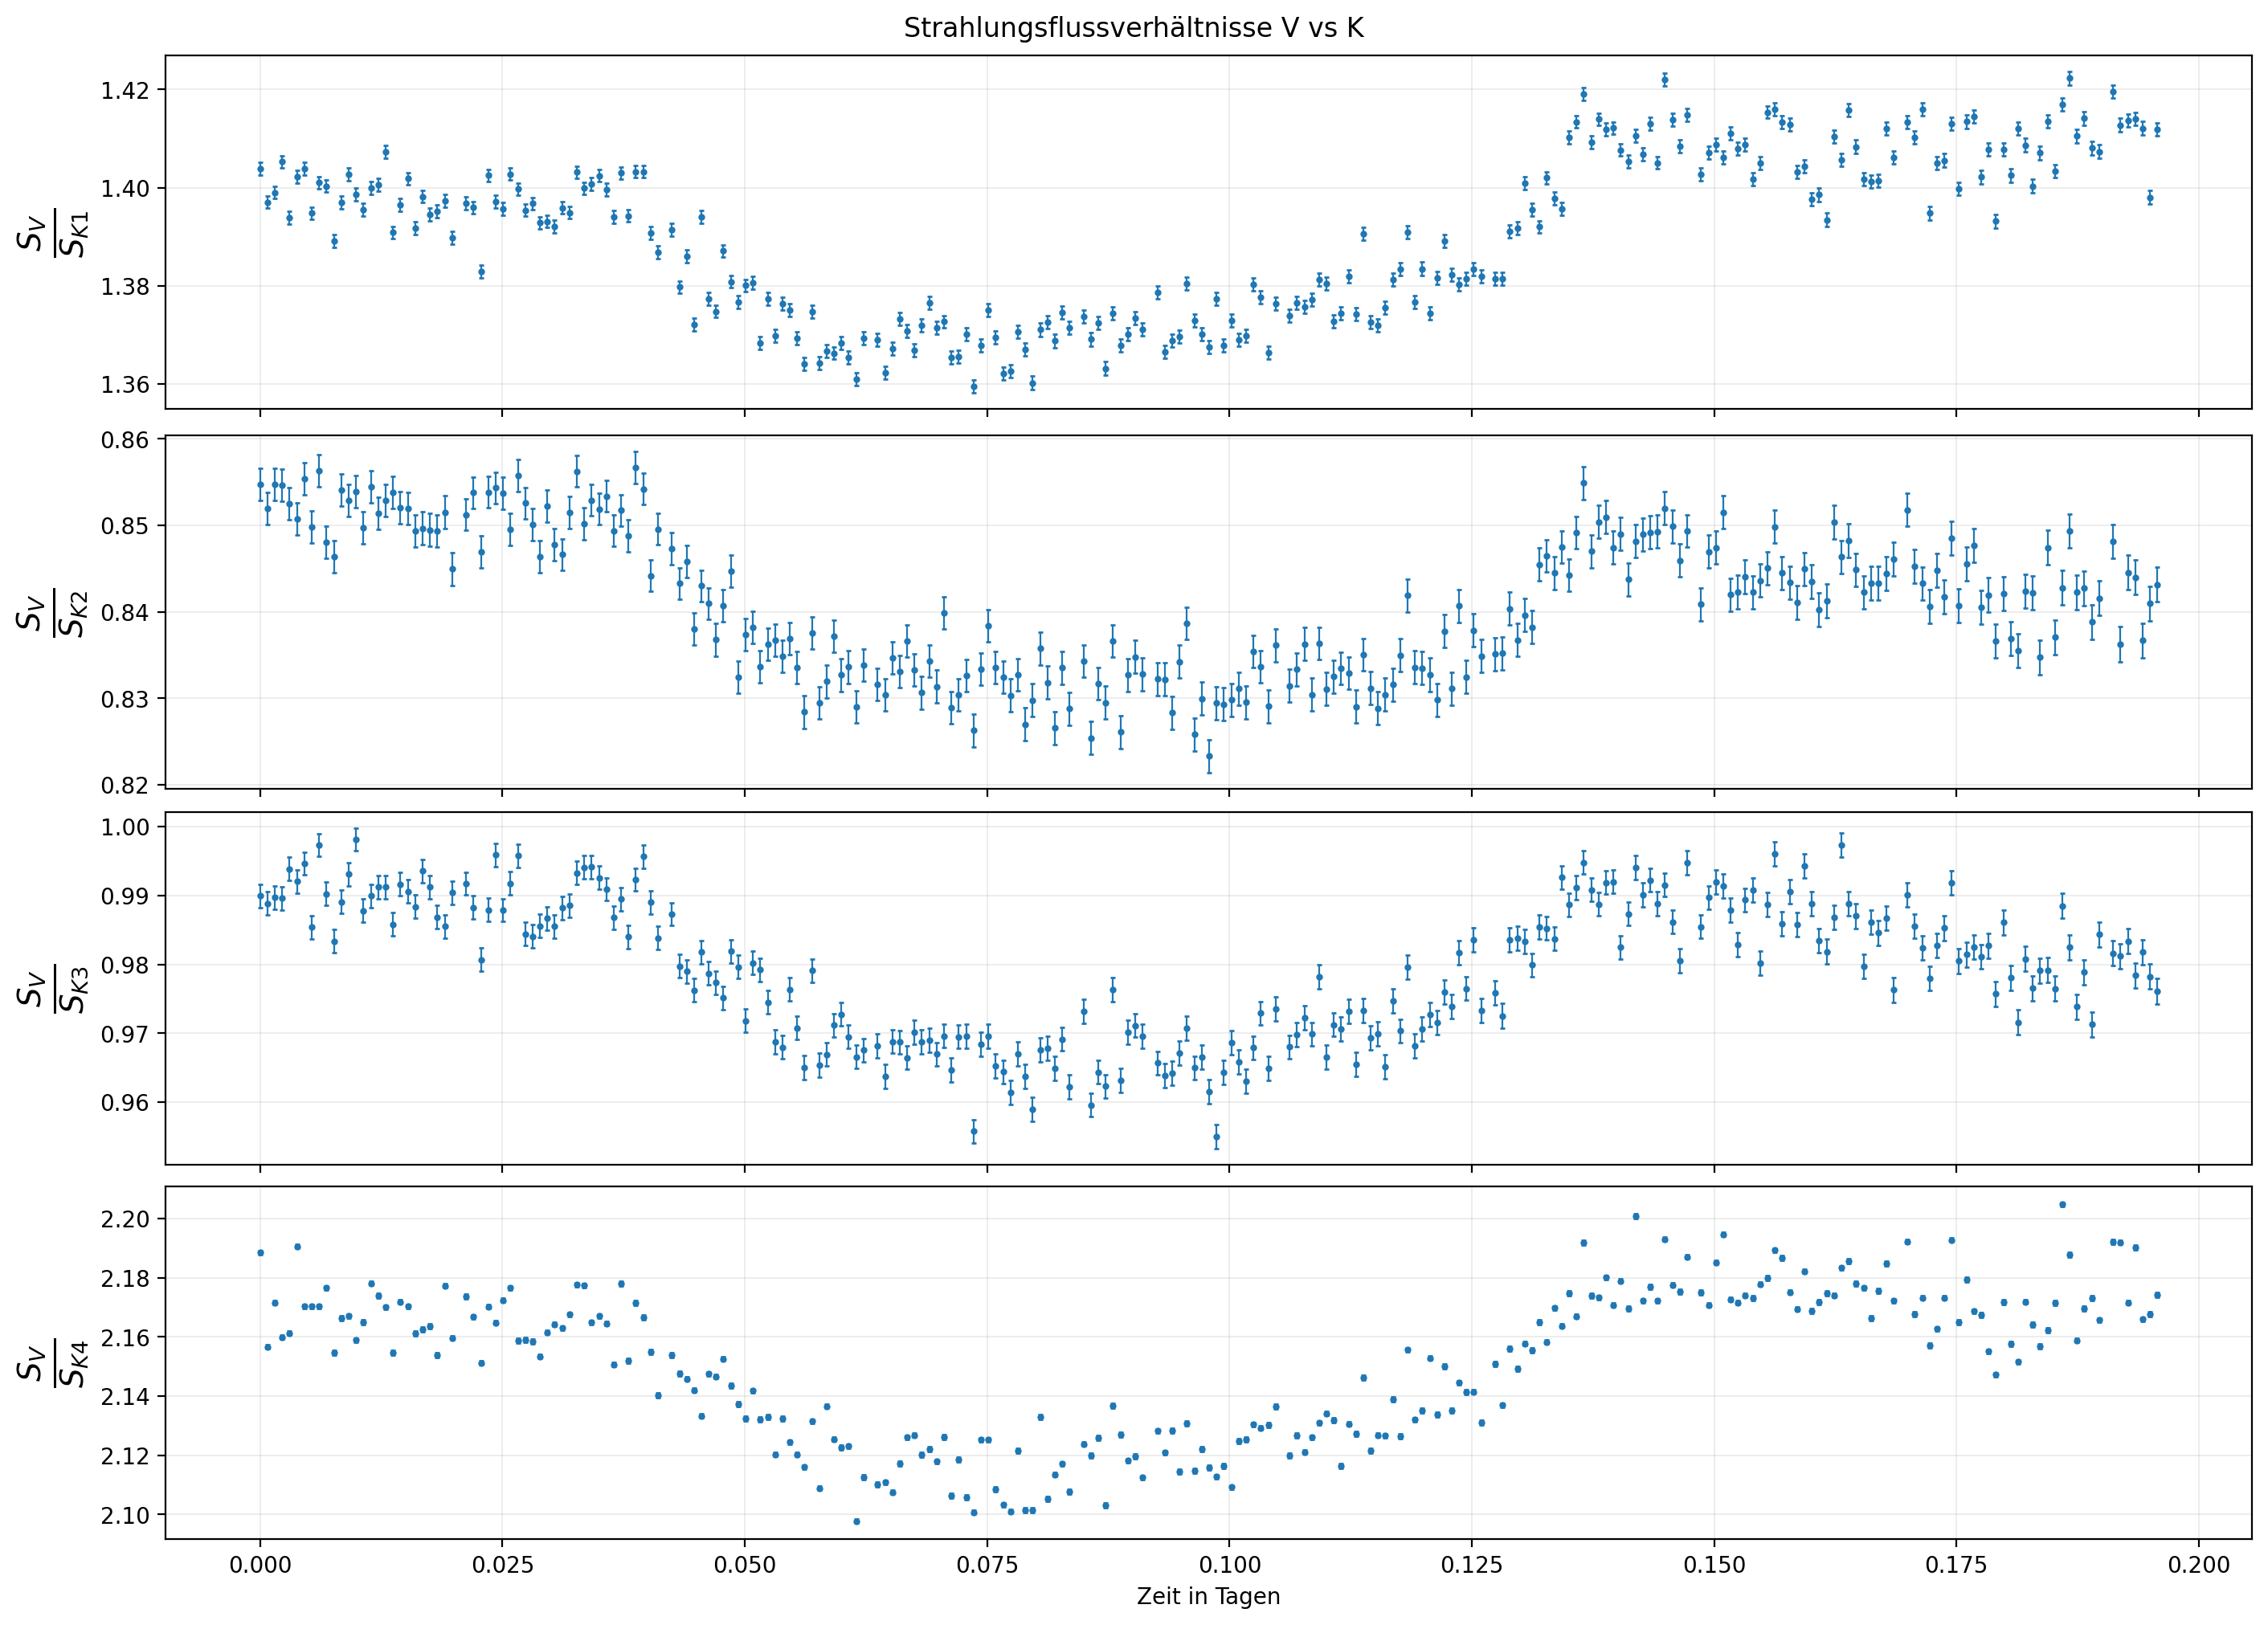 Strahlungsflussverhältnisse V vs K
1.42
1.40
1.38
1.36
S_V
S_K1
0.86
0.85
0.84
0.83
0.82
S_V
S_K2
1.00
0.99
0.98
0.97
0.96
S_V
S_K3
2.20
2.18
2.16
2.14
2.12
2.10
S_V
S_K4
0.000 0.025 0.050 0.075 0.100 0.125 0.150 0.175 0.200
Zeit in Tagen